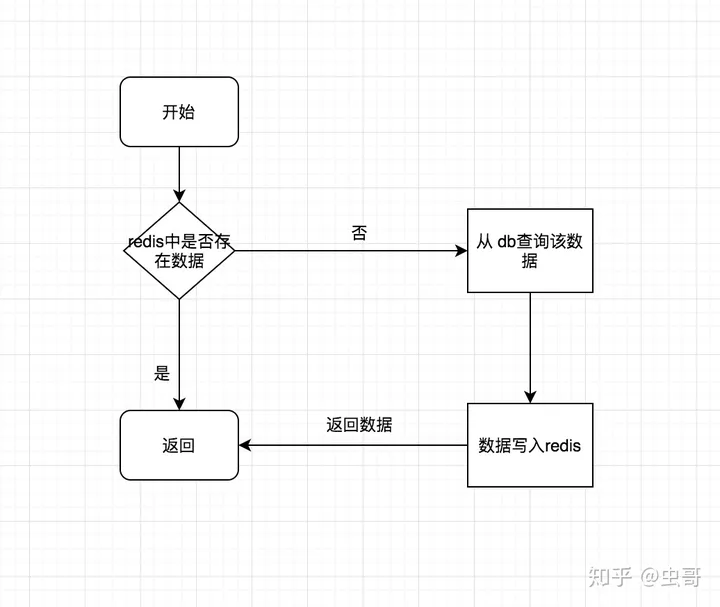 开始
redis中是否存
在数据
否
从 db查询该数
据
是
返回
返回数据
数据写入redis
知乎 @虫哥